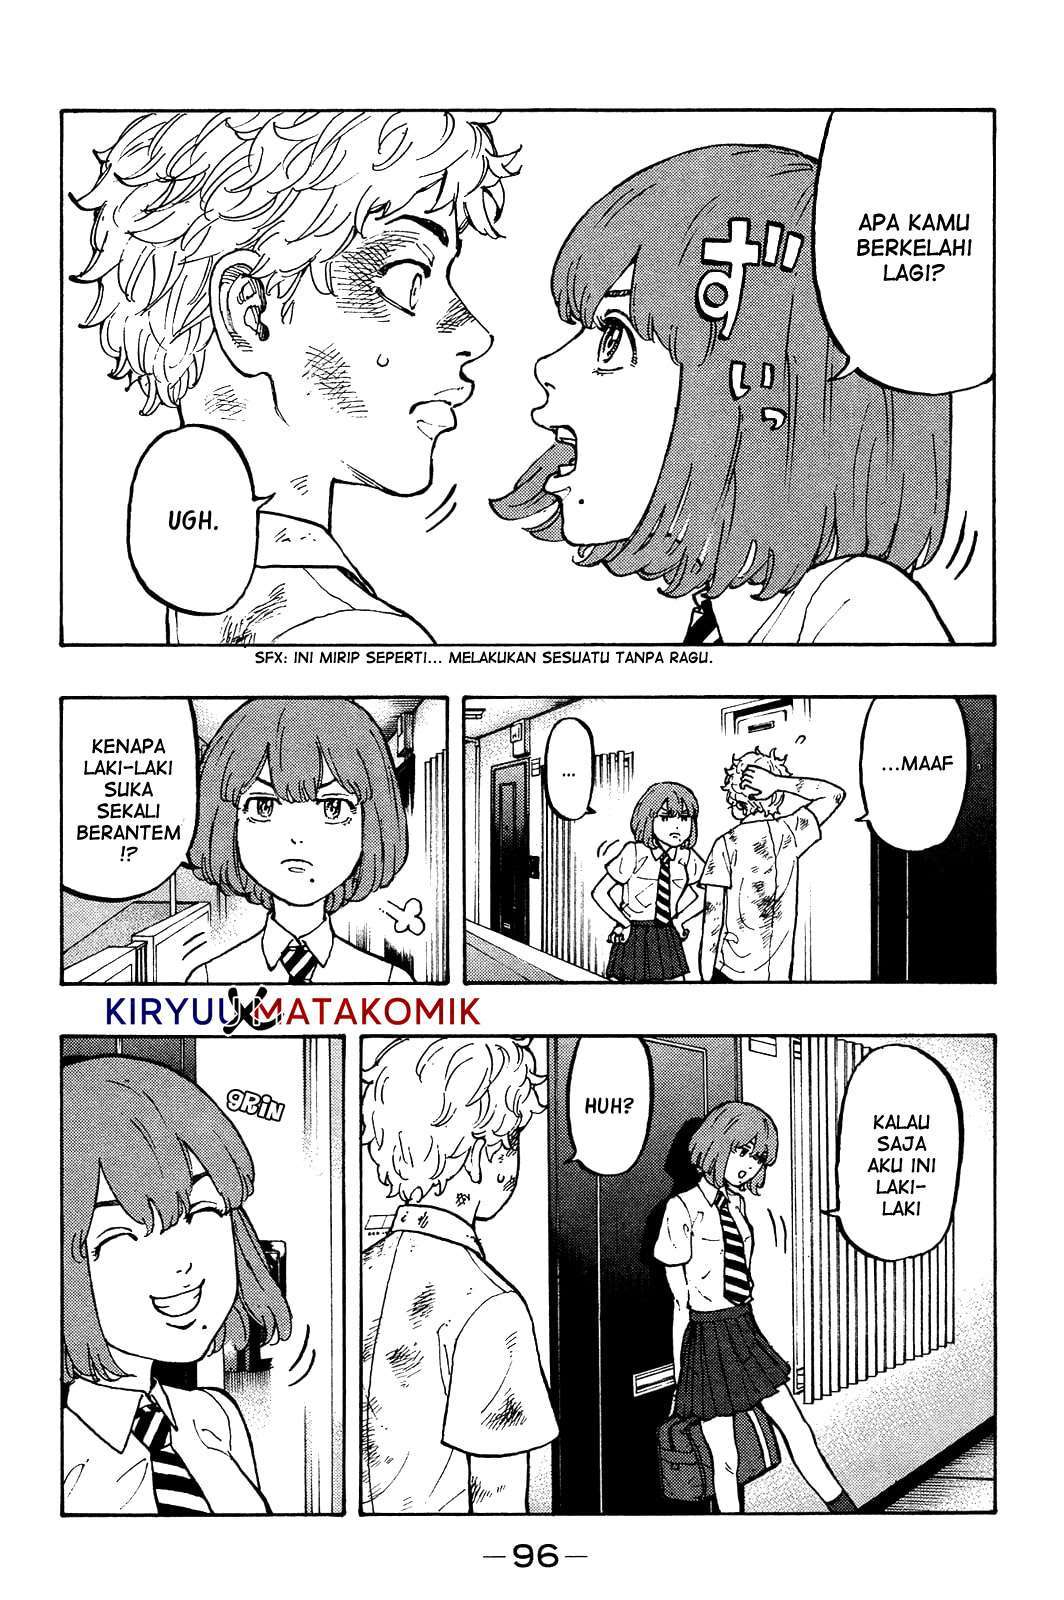 APA KAMU
BERKELAHI
LAGI?
ずいっ
UGH.
SFX: INI MIRIP SEPERTI... MELAKUKAN SESUATU TANPA RAGU.
KENAPA
LAKI-LAKI
SUKA
SEKALI
BERANTEM
!?
...MAAF
...
KIRYUU X MATAKOMIK
GRIN
KALAU
SAJA
AKU INI
LAKI-
LAKI
HUH?
—96—